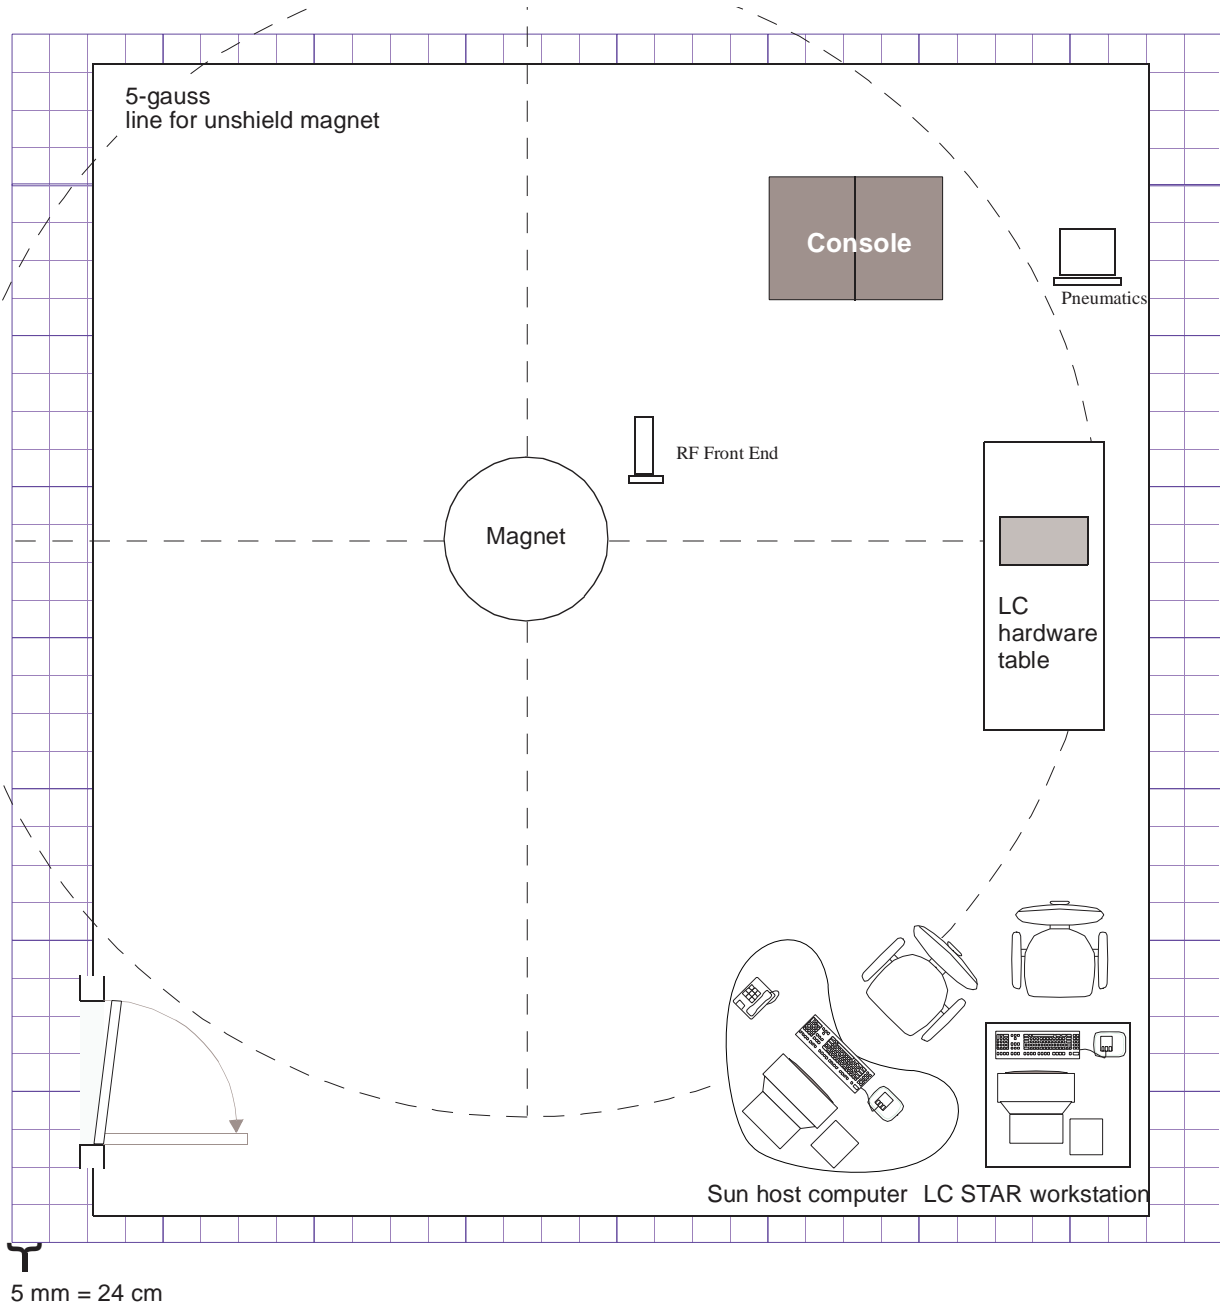 5-gauss
line for unshield magnet
Console
Pneumatics
RF Front End
Magnet
LC
hardware
table
Sun host computer
LC STAR workstation
5 mm = 24 cm